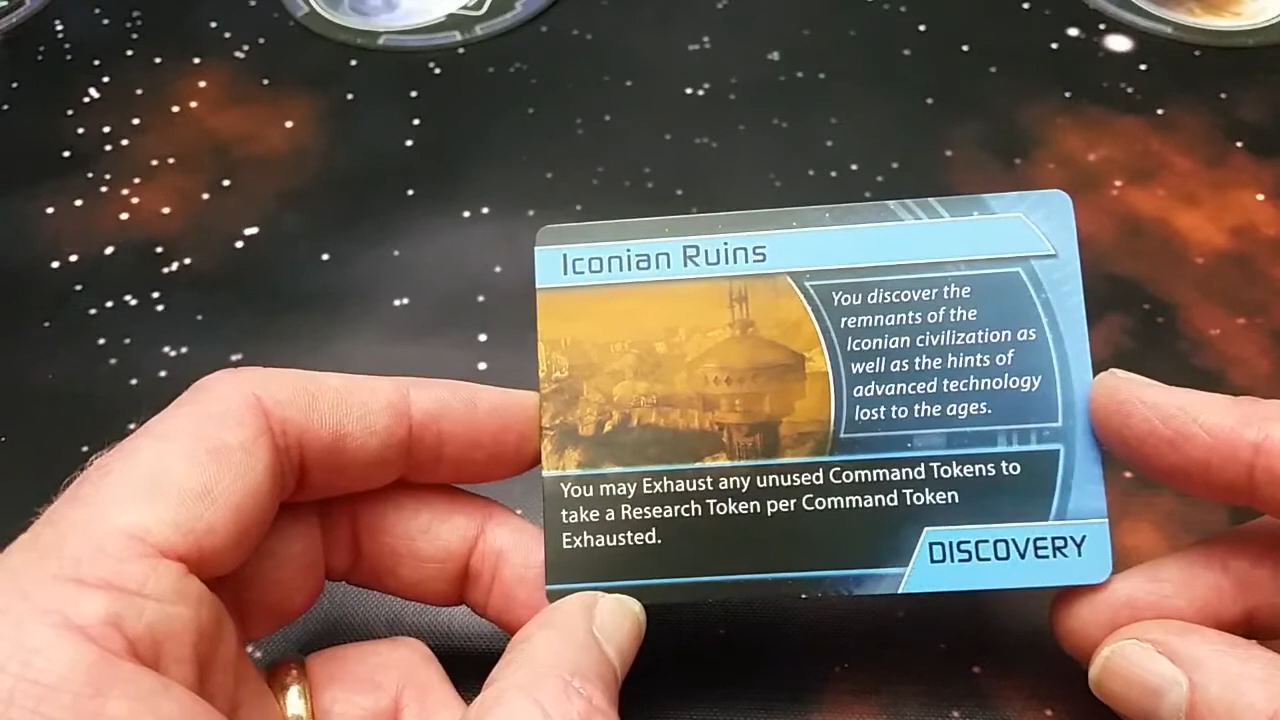 Iconian Ruins
You discover the
remnants of the
Iconian civilization as
well as the hints of
advanced technology
lost to the ages.
You may Exhaust any unused Command Tokens to
take a Research Token per Command Token
Exhausted.
DISCOVERY